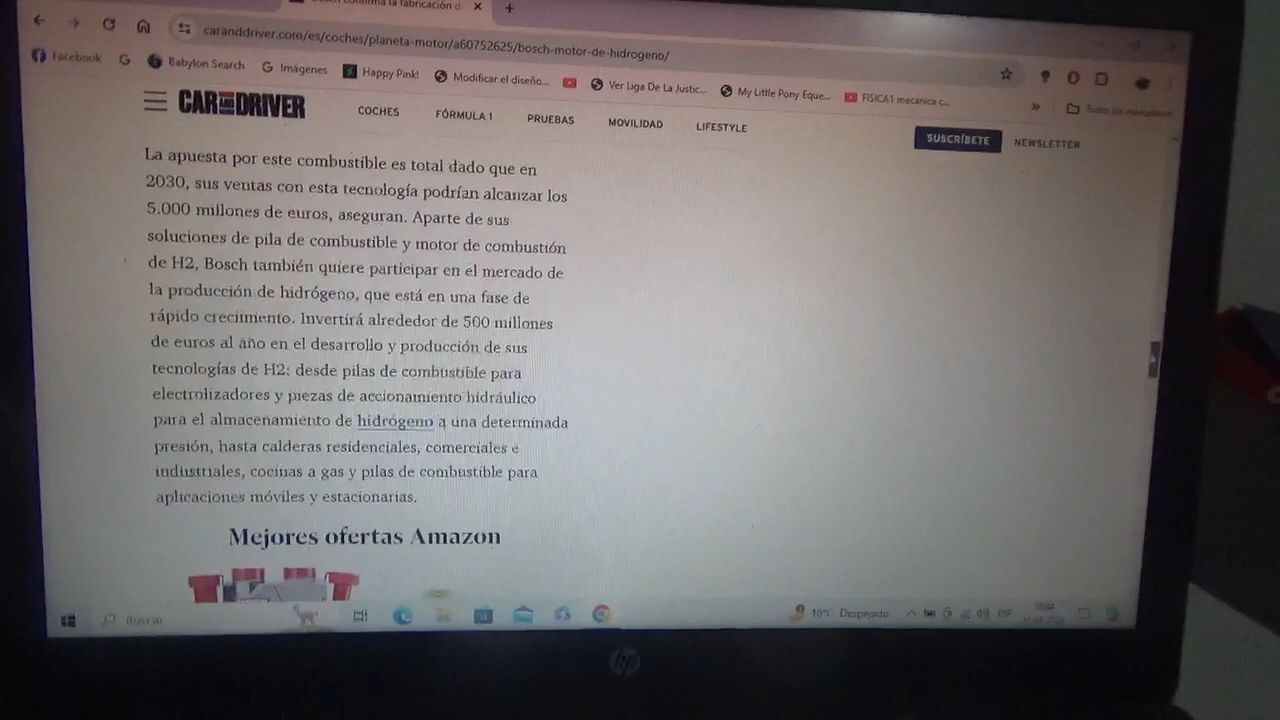 confirma la fabricación d
caranddriver.com/es/coches/planeta-motor/a60752625/bosch-motor-de-hidrogeno/
Facebook Babylon Search Imágenes Happy Pink! Modificar el diseño... Ver Liga De La Justic... My Little Pony Eque... FISICA1 mecanica c...
CAR AND DRIVER COCHES FÓRMULA 1 PRUEBAS MOVILIDAD LIFESTYLE SUSCRÍBETE NEWSLETTER
La apuesta por este combustible es total dado que en
2030, sus ventas con esta tecnología podrían alcanzar los
5.000 millones de euros, aseguran. Aparte de sus
soluciones de pila de combustible y motor de combustión
de H2, Bosch también quiere participar en el mercado de
la producción de hidrógeno, que está en una fase de
rápido crecimiento. Invertirá alrededor de 500 millones
de euros al año en el desarrollo y producción de sus
tecnologías de H2: desde pilas de combustible para
electrolizadores y piezas de accionamiento hidráulico
para el almacenamiento de hidrógeno a una determinada
presión, hasta calderas residenciales, comerciales e
industriales, cocinas a gas y pilas de combustible para
aplicaciones móviles y estacionarias.
Mejores ofertas Amazon
Buscar 10°C Despejado ESP
hp